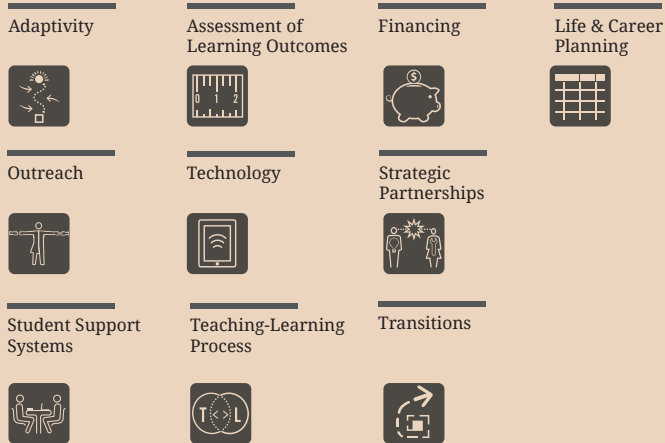 Adaptivity
Assessment of
Learning Outcomes
Financing
Life & Career
Planning
0 1 2
$
Outreach
Technology
Strategic
Partnerships
Student Support
Systems
Teaching-Learning
Process
Transitions
T <> L